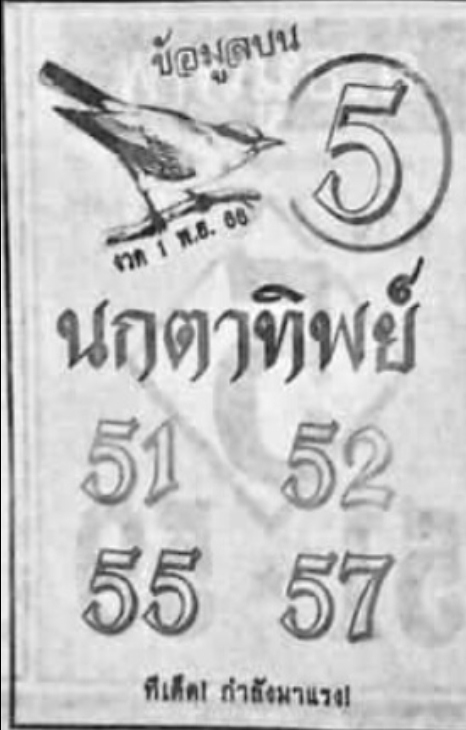 ข้อมูลบน
5
งวด 1 พ.ย. 66
นกตาทิพย์
51 52
55 57
ทีเด็ด! กำลังมาแรง!